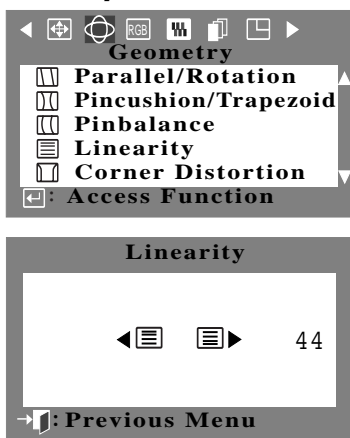 RGB
Geometry
Parallel/Rotation
Pincushion/Trapezoid
Pinbalance
Linearity
Corner Distortion
: Access Function
Linearity
44
: Previous Menu